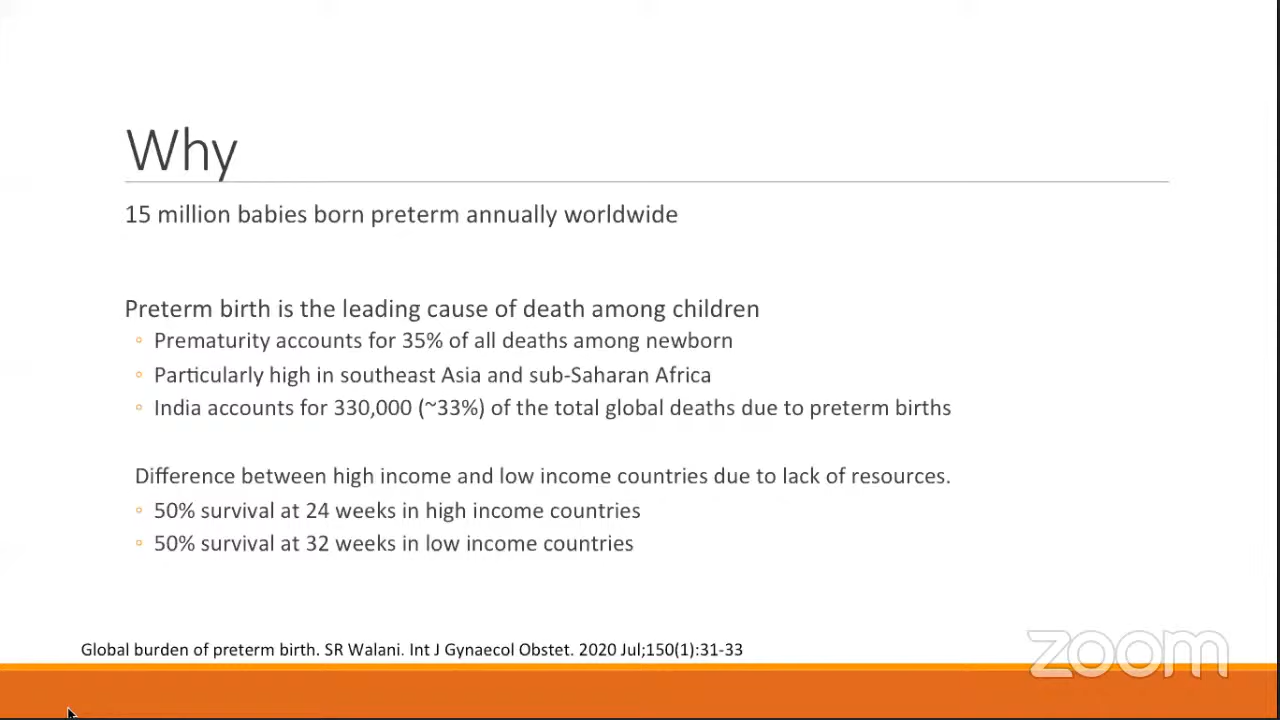 Why
15 million babies born preterm annually worldwide
Preterm birth is the leading cause of death among children
◦ Prematurity accounts for 35% of all deaths among newborn
◦ Particularly high in southeast Asia and sub-Saharan Africa
◦ India accounts for 330,000 (~33%) of the total global deaths due to preterm births
Difference between high income and low income countries due to lack of resources.
◦ 50% survival at 24 weeks in high income countries
◦ 50% survival at 32 weeks in low income countries
Global burden of preterm birth. SR Walani. Int J Gynaecol Obstet. 2020 Jul;150(1):31-33
zoom